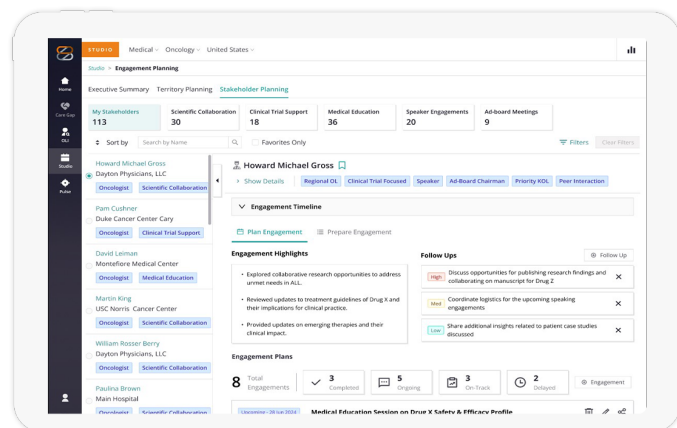 STUDIO Medical Oncology United States
Studio > Engagement Planning
Home
Care Gap
OLI
Studio
Pulse
Executive Summary Territory Planning Stakeholder Planning
My Stakeholders
113
Scientific Collaboration
30
Clinical Trial Support
18
Medical Education
36
Speaker Engagements
20
Ad-board Meetings
9
Sort by Search by Name Favorites Only Filters Clear Filters
Howard Michael Gross
Dayton Physicians, LLC
Oncologist Scientific Collaboration
Pam Cushner
Duke Cancer Center Cary
Oncologist Clinical Trial Support
David Leiman
Montefiore Medical Center
Oncologist Medical Education
Martin King
USC Norris Cancer Center
Oncologist Scientific Collaboration
William Rosser Berry
Dayton Physicians, LLC
Oncologist Scientific Collaboration
Paulina Brown
Main Hospital
Oncologist Scientific Collaboration
Howard Michael Gross
> Show Details Regional OL Clinical Trial Focused Speaker Ad-Board Chairman Priority KOL Peer Interaction
Engagement Timeline
Plan Engagement Prepare Engagement
Engagement Highlights
• Explored collaborative research opportunities to address
unmet needs in ALL.
• Reviewed updates to treatment guidelines of Drug X and
their implications for clinical practice.
• Provided updates on emerging therapies and their
clinical impact.
Follow Ups
Follow Up
High Discuss opportunities for publishing research findings and
collaborating on manuscript for Drug Z
Med Coordinate logistics for the upcoming speaking
engagements
Low Share additional insights related to patient case studies
discussed
Engagement Plans
8 Total
Engagements
3
Completed
5
Ongoing
3
On-Track
2
Delayed
Engagement
Upcoming - 28 Jun 2024 Medical Education Session on Drug X Safety & Efficacy Profile